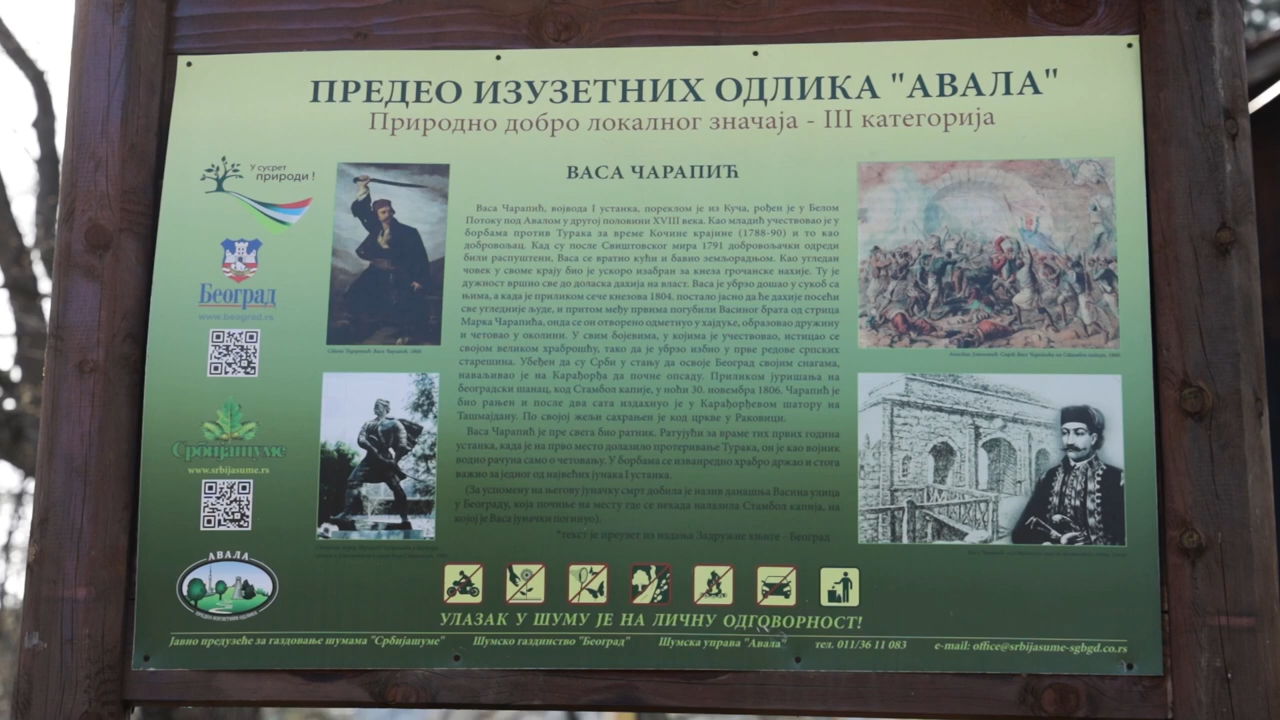 ПРЕДЕО ИЗУЗЕТНИХ ОДЛИКА "АВАЛА"
Природно добро локалног значаја - III категорија
У сусрет
природи!
Београд
www.beograd.rs
Србијашуме
www.srbijasume.rs
АВАЛА
ВАСА ЧАРАПИЋ
Васа Чарапић, војвода I устанка, пореклом је из Куча, рођен је у Белом
Потоку под Авалом у другој половини XVIII века. Као младић учествовао је у
борбама против Турака за време Кочине крајине (1788-90) и то као
добровољац. Кад су после Свиштовског мира 1791 добровољачки одреди
били распуштени, Васа се вратио кући и бавио земљорадњом. Као угледан
човек у своме крају био је ускоро изабран за кнеза грочанске нахије. Ту је
дужност вршио све до доласка дахија на власт. Васа је убрзо дошао у сукоб са
њима, а када је приликом сече кнезова 1804. постало јасно да ће дахије посећи
све угледније људе, и притом међу првима погубили Васиног брата од стрица
Марка Чарапића, онда се он отворено одметнуо у хајдуке, образовао дружину
и четовао у околини. У свим бојевима, у којима је учествовао, истицао се
својом великом храброшћу, тако да је убрзо избио у прве редове српских
старешина. Убеђен да су Срби у стању да освоје Београд својим снагама,
наваљивао је на Карађорђа да почне опсаду. Приликом јуришања на
београдски шанац, код Стамбол капије, у ноћи 30. новембра 1806. Чарапић је
био рањен и после два сата издахнуо је у Карађорђевом шатору на
Ташмајдану. По својој жељи сахрањен је код цркве у Раковици.
Васа Чарапић је пре свега био ратник. Ратујући за време тих првих година
устанка, када је на прво место долазило протеривање Турака, он је као војник
водио рачуна само о четовању. У борбама се изванредно храбро држао и стога
важио за једног од највећих јунака I устанка.
(За успомену на његову јуначку смрт добила је назив данашња Васина улица
у Београду, која почиње на месту где се некада налазила Стамбол капија, на
којој је Васа јуначки погинуо).
*текст је преузет из издања Задружне књиге - Београд
УЛАЗАК У ШУМУ ЈЕ НА ЛИЧНУ ОДГОВОРНОСТ!
Јавно предузеће за газдовање шумама "Србијашуме" Шумско газдинство "Београд" Шумска управа "Авала" тел. 011/36 11 083 e-mail: office@srbijasume-sgbgd.co.rs